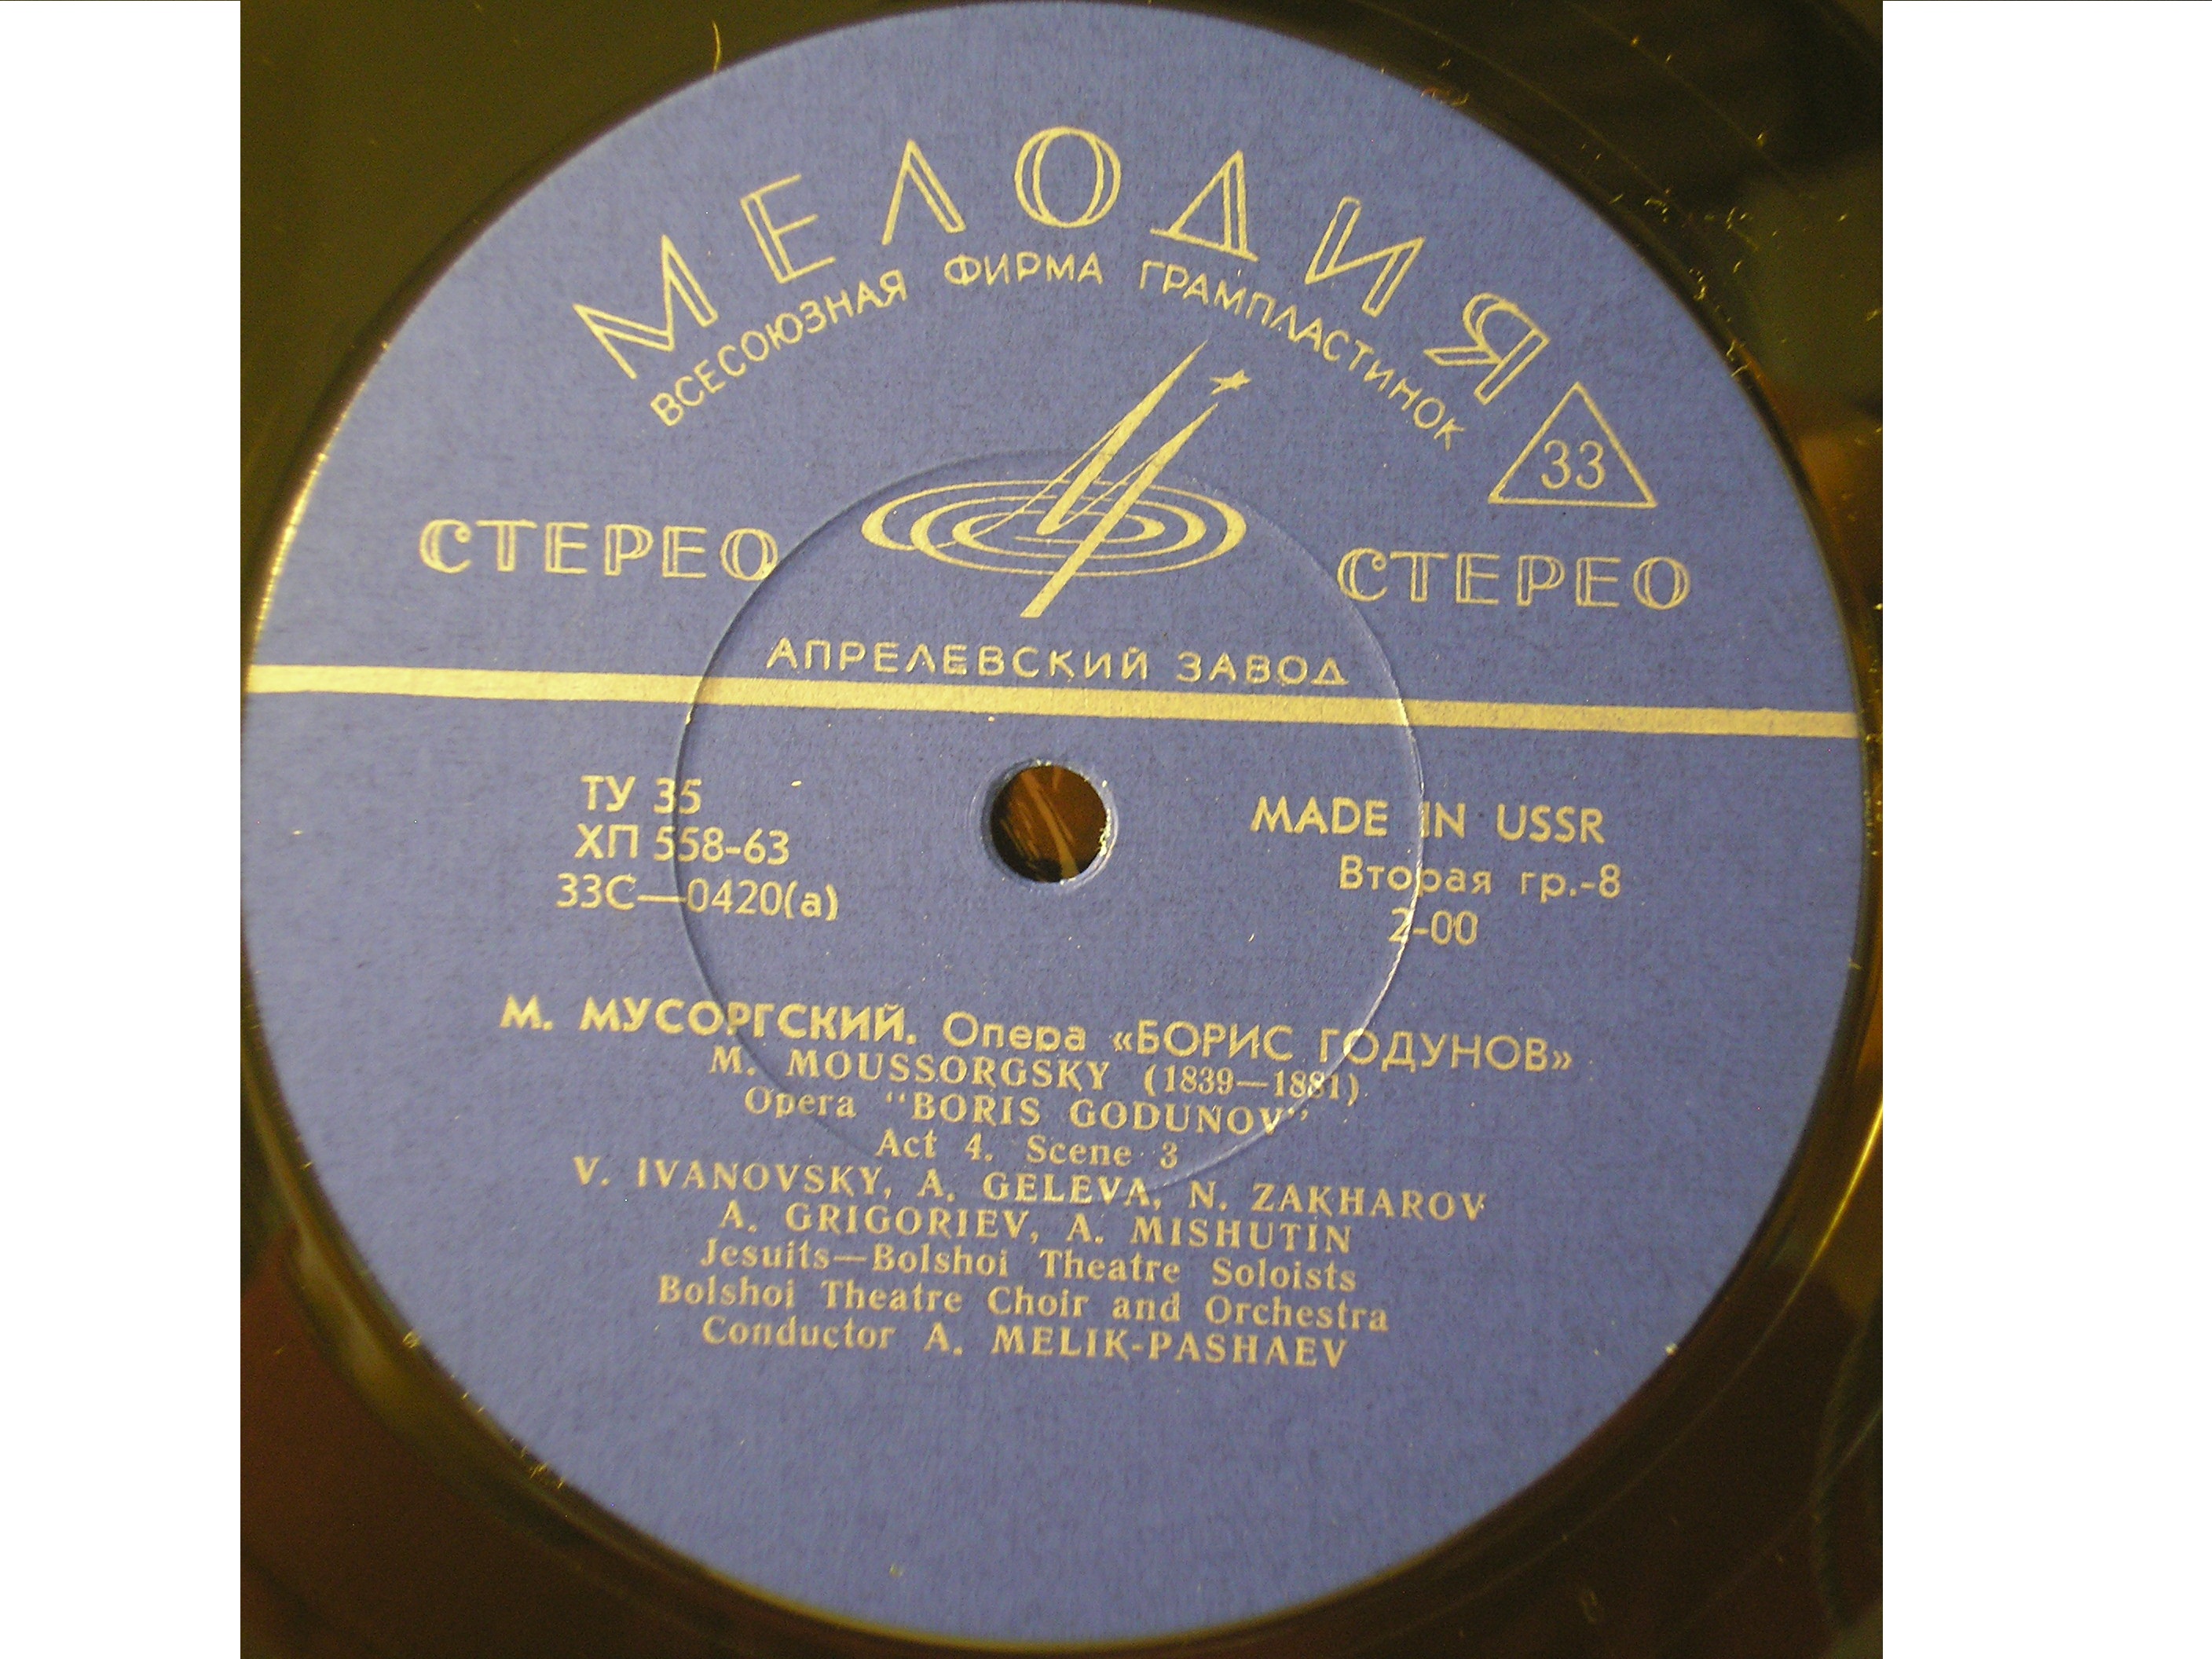 МЕЛОДИЯ
ВСЕСОЮЗНАЯ ФИРМА ГРАМПЛАСТИНОК
33
СТЕРЕО СТЕРЕО
АПРЕЛЕВСКИЙ ЗАВОД
ТУ 35
ХП 558-63
33С—0420(а)
MADE IN USSR
Вторая гр.-8
2-00
М. МУСОРГСКИЙ. Опера «БОРИС ГОДУНОВ»
M. MOUSSORGSKY (1839—1881)
Opera "BORIS GODUNOV"
Act 4. Scene 3
V. IVANOVSKY, A. GELEVA, N. ZAKHAROV
A. GRIGORIEV, A. MISHUTIN
Jesuits—Bolshoi Theatre Soloists
Bolshoi Theatre Choir and Orchestra
Conductor A. MELIK-PASHAEV